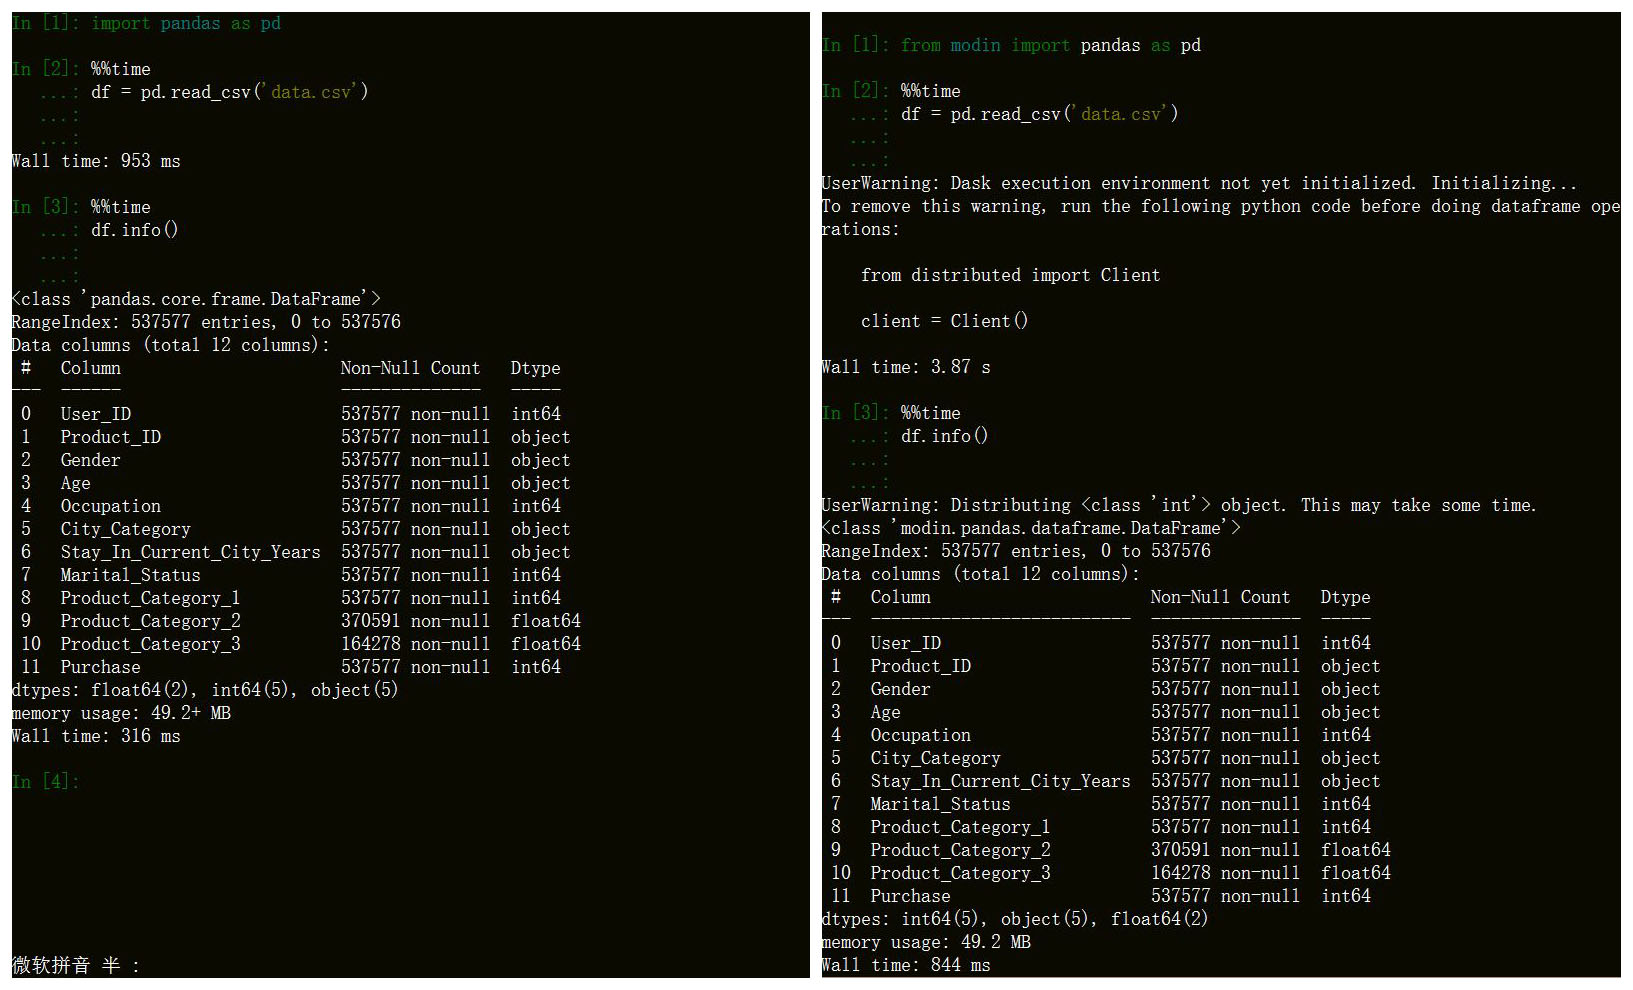 In [1]: import pandas as pd
In [2]: %%time
...: df = pd.read_csv('data.csv')
...:
...:
Wall time: 953 ms
In [3]: %%time
...: df.info()
...:
...:
<class 'pandas.core.frame.DataFrame'>
RangeIndex: 537577 entries, 0 to 537576
Data columns (total 12 columns):
# Column Non-Null Count Dtype
--- ------ -------------- -----
0 User_ID 537577 non-null int64
1 Product_ID 537577 non-null object
2 Gender 537577 non-null object
3 Age 537577 non-null object
4 Occupation 537577 non-null int64
5 City_Category 537577 non-null object
6 Stay_In_Current_City_Years 537577 non-null object
7 Marital_Status 537577 non-null int64
8 Product_Category_1 537577 non-null int64
9 Product_Category_2 370591 non-null float64
10 Product_Category_3 164278 non-null float64
11 Purchase 537577 non-null int64
dtypes: float64(2), int64(5), object(5)
memory usage: 49.2+ MB
Wall time: 316 ms
In [4]:
微软拼音 半 :
In [1]: from modin import pandas as pd
In [2]: %%time
...: df = pd.read_csv('data.csv')
...:
...:
UserWarning: Dask execution environment not yet initialized. Initializing...
To remove this warning, run the following python code before doing dataframe ope
rations:
from distributed import Client
client = Client()
Wall time: 3.87 s
In [3]: %%time
...: df.info()
...:
...:
UserWarning: Distributing <class 'int'> object. This may take some time.
<class 'modin.pandas.dataframe.DataFrame'>
RangeIndex: 537577 entries, 0 to 537576
Data columns (total 12 columns):
# Column Non-Null Count Dtype
--- -------------------------- --------------- -----
0 User_ID 537577 non-null int64
1 Product_ID 537577 non-null object
2 Gender 537577 non-null object
3 Age 537577 non-null object
4 Occupation 537577 non-null int64
5 City_Category 537577 non-null object
6 Stay_In_Current_City_Years 537577 non-null object
7 Marital_Status 537577 non-null int64
8 Product_Category_1 537577 non-null int64
9 Product_Category_2 370591 non-null float64
10 Product_Category_3 164278 non-null float64
11 Purchase 537577 non-null int64
dtypes: int64(5), object(5), float64(2)
memory usage: 49.2 MB
Wall time: 844 ms